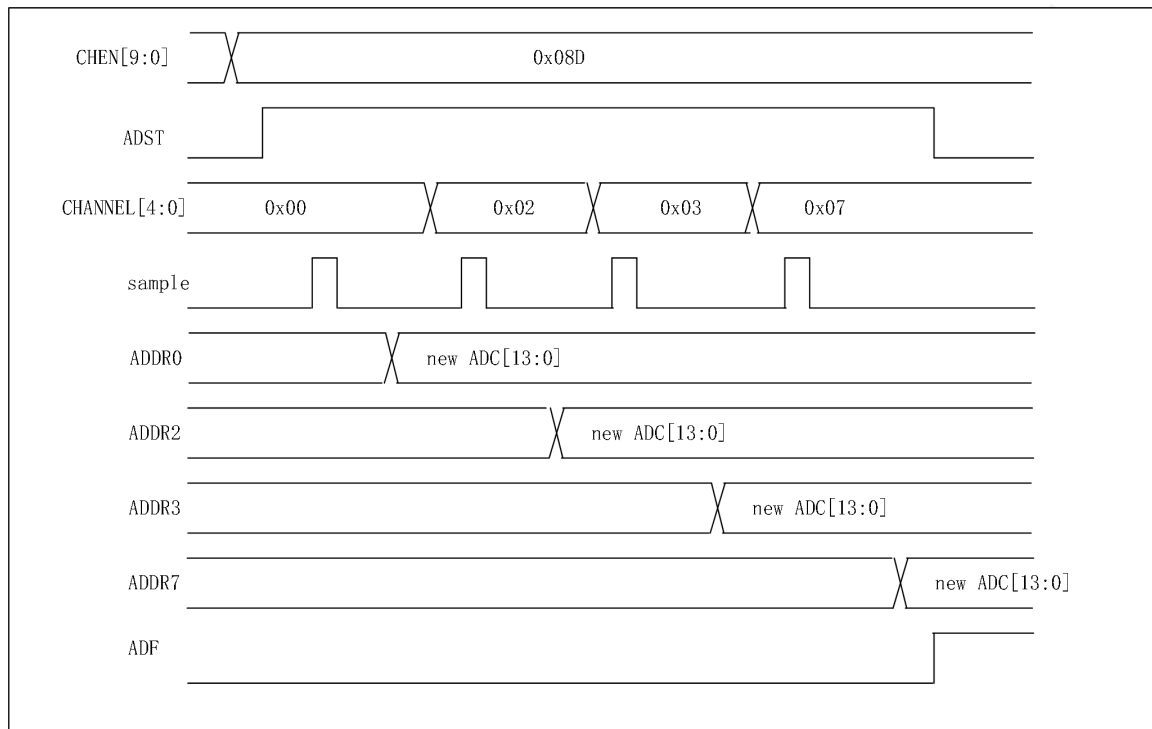 CHEN[9:0] 0x08D
ADST
CHANNEL[4:0] 0x00 0x02 0x03 0x07
sample
ADDR0 new ADC[13:0]
ADDR2 new ADC[13:0]
ADDR3 new ADC[13:0]
ADDR7 new ADC[13:0]
ADF